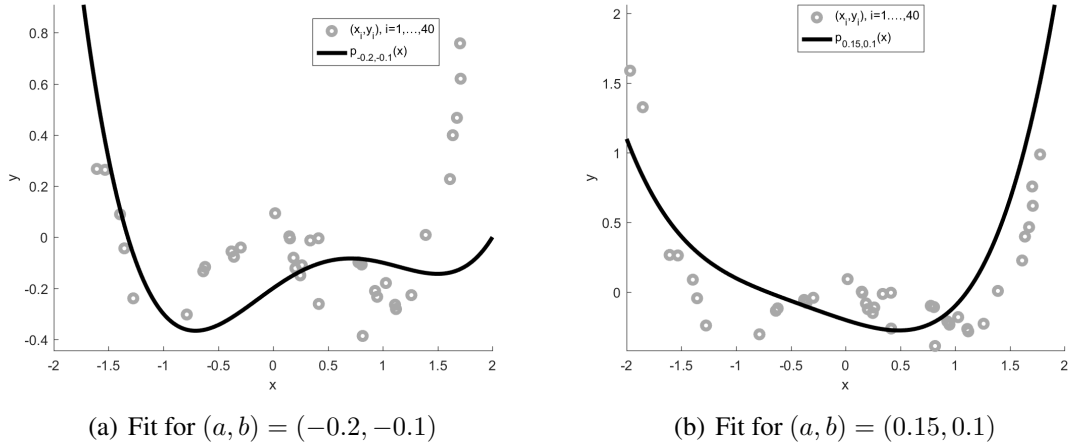 (x_i,y_i), i=1,…,40
p_{-0.2,-0.1}(x)
0.8
0.6
0.4
0.2
0
-0.2
-0.4
y
-2 -1.5 -1 -0.5 0 0.5 1 1.5 2
x
(a) Fit for (a, b) = (−0.2, −0.1)
(x_i,y_i), i=1.…,40
p_{0.15,0.1}(x)
2
1.5
1
0.5
0
y
-2 -1.5 -1 -0.5 0 0.5 1 1.5 2
x
(b) Fit for (a, b) = (0.15, 0.1)